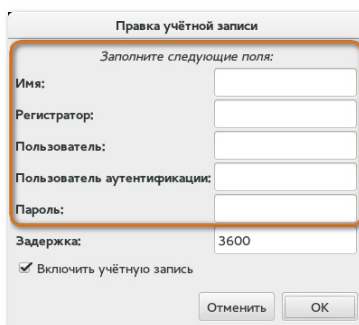 Правка учётной записи
Заполните следующие поля:
Имя:
Регистратор:
Пользователь:
Пользователь аутентификации:
Пароль:
Задержка: 3600
Включить учётную запись
Отменить OK